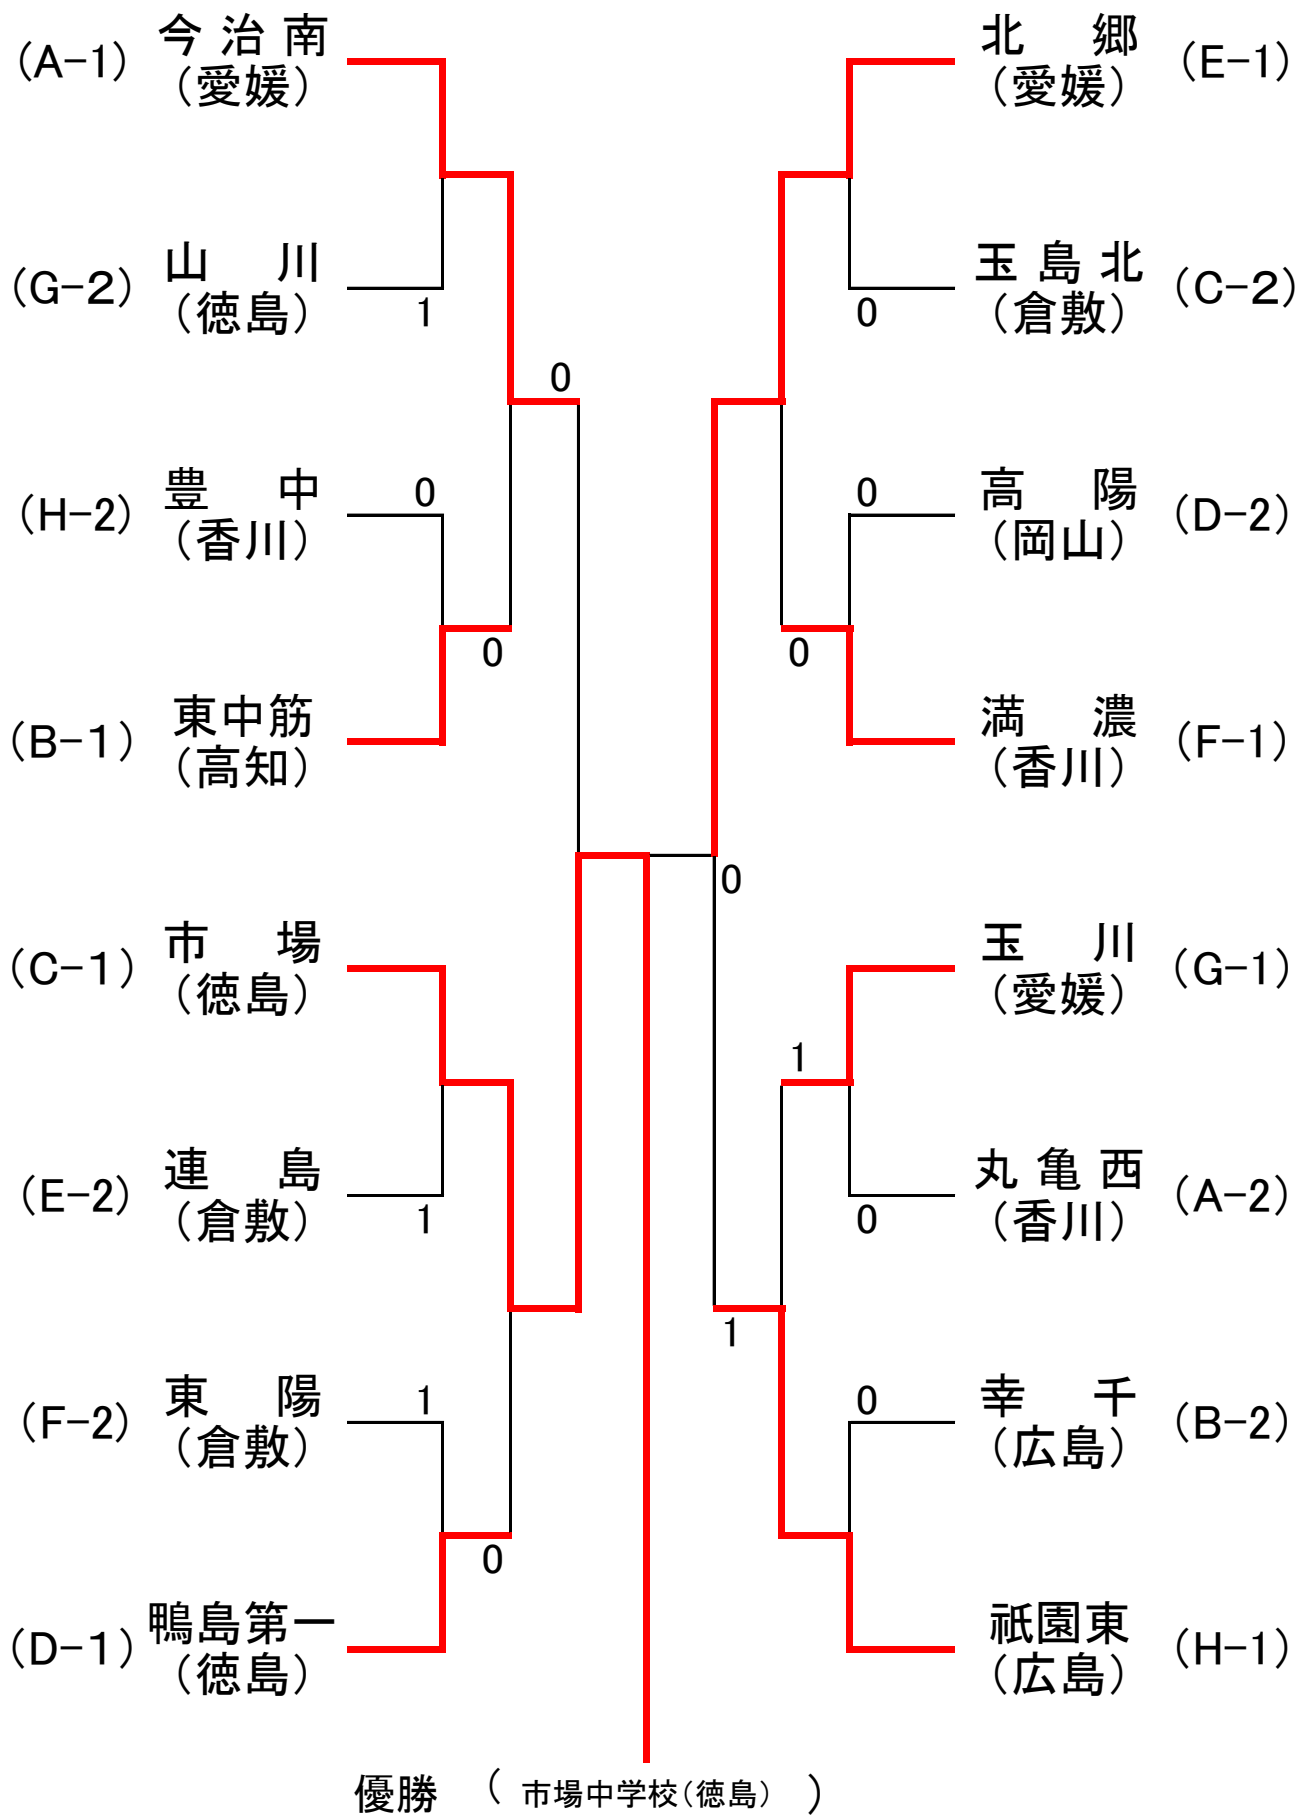 (A-1) 今治南
(愛媛)
(G-2) 山川
(徳島)
1
0
(H-2) 豊中
(香川)
0
0
(B-1) 東中筋
(高知)
(C-1) 市場
(徳島)
(E-2) 連島
(倉敷)
1
(F-2) 東陽
(倉敷)
1
0
(D-1) 鴨島第一
(徳島)
北郷 (E-1)
(愛媛)
玉島北 (C-2)
(倉敷)
0
高陽 (D-2)
(岡山)
0
0
満濃 (F-1)
(香川)
0
玉川 (G-1)
(愛媛)
1
丸亀西 (A-2)
(香川)
0
1
幸千 (B-2)
(広島)
0
祇園東 (H-1)
(広島)
優勝 ( 市場中学校(徳島) )